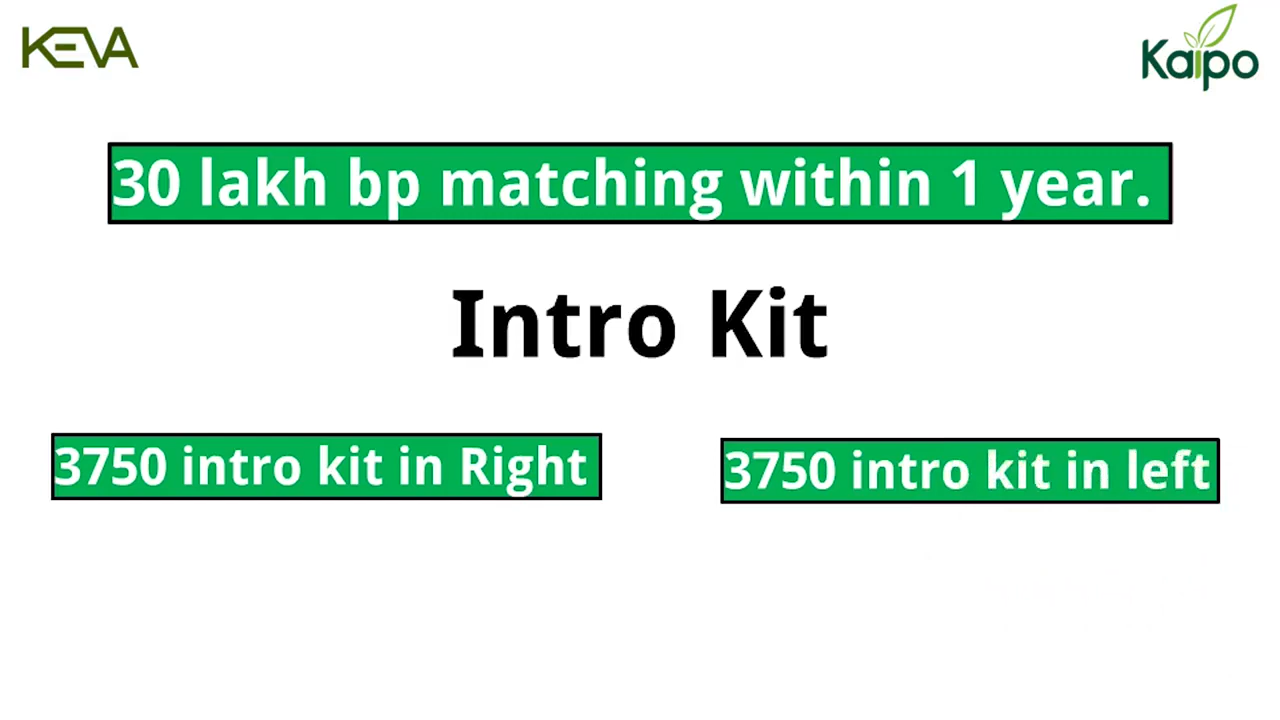 KEVA
Kaipo
30 lakh bp matching within 1 year.
Intro Kit
3750 intro kit in Right
3750 intro kit in left